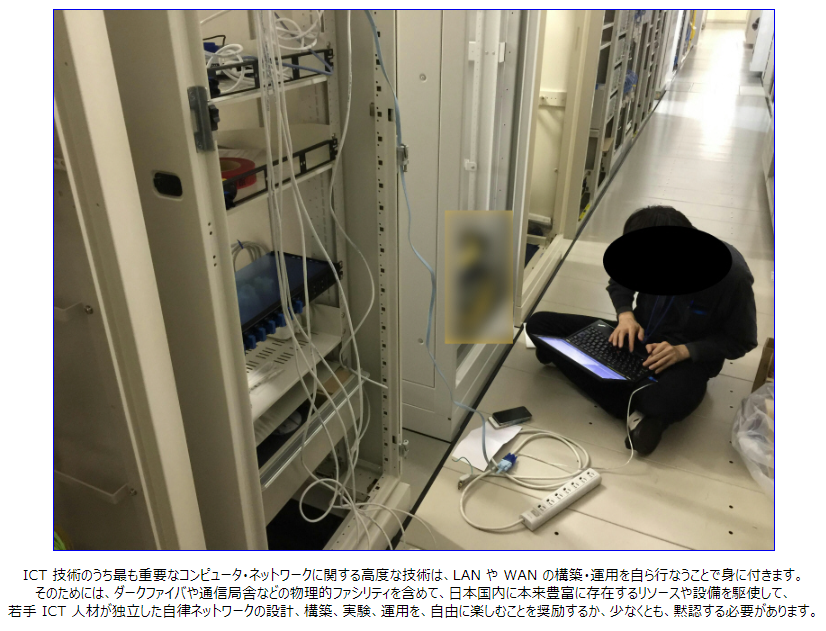 ICT 技術のうち最も重要なコンピュータ・ネットワークに関する高度な技術は、LAN や WAN の構築・運用を自ら行なうことで身に付きます。
そのためには、ダークファイバや通信局舎などの物理的ファシリティを含めて、日本国内に本来豊富に存在するリソースや設備を駆使して、
若手 ICT 人材が独立した自律ネットワークの設計、構築、実験、運用を、自由に楽しむことを奨励するか、少なくとも、黙認する必要があります。